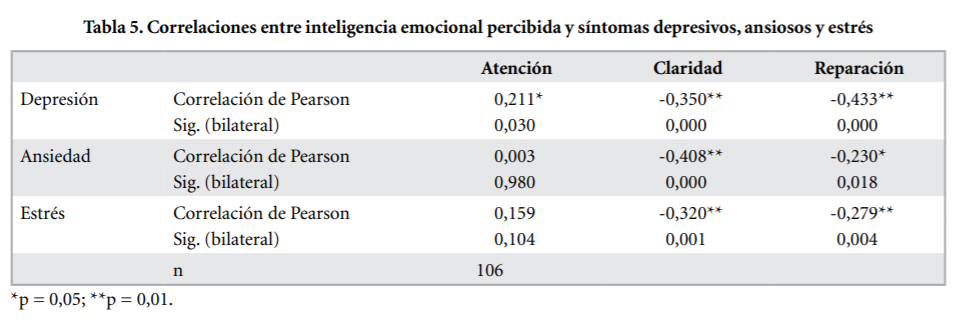 Tabla 5. Correlaciones entre inteligencia emocional percibida y síntomas depresivos, ansiosos y estrés
Atención Claridad Reparación
Depresión Correlación de Pearson 0,211* -0,350** -0,433**
Sig. (bilateral) 0,030 0,000 0,000
Ansiedad Correlación de Pearson 0,003 -0,408** -0,230*
Sig. (bilateral) 0,980 0,000 0,018
Estrés Correlación de Pearson 0,159 -0,320** -0,279**
Sig. (bilateral) 0,104 0,001 0,004
n 106
*p = 0,05; **p = 0,01.